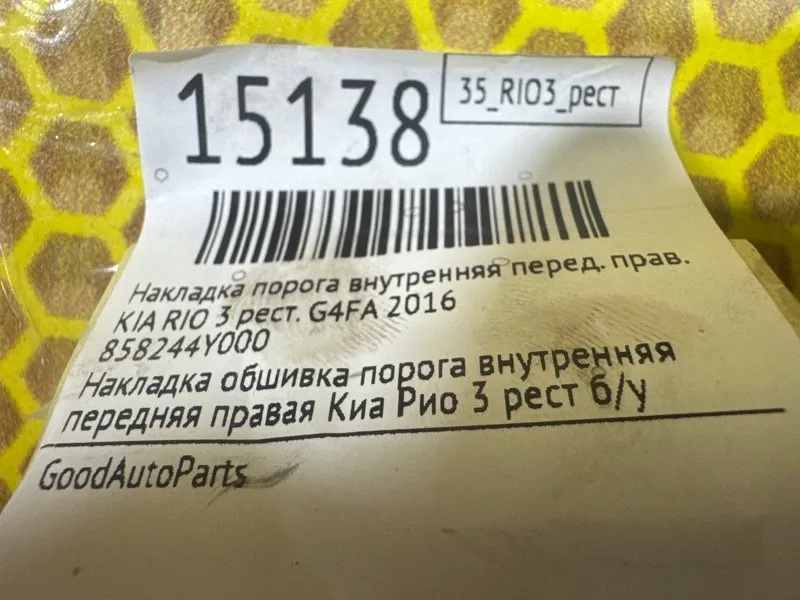 15138
35_RIO3_рест
Накладка порога внутренняя перед. прав.
KIA RIO 3 рест. G4FA 2016
858244Y000
Накладка обшивка порога внутренняя
передняя правая Киа Рио 3 рест б/у
GoodAutoParts